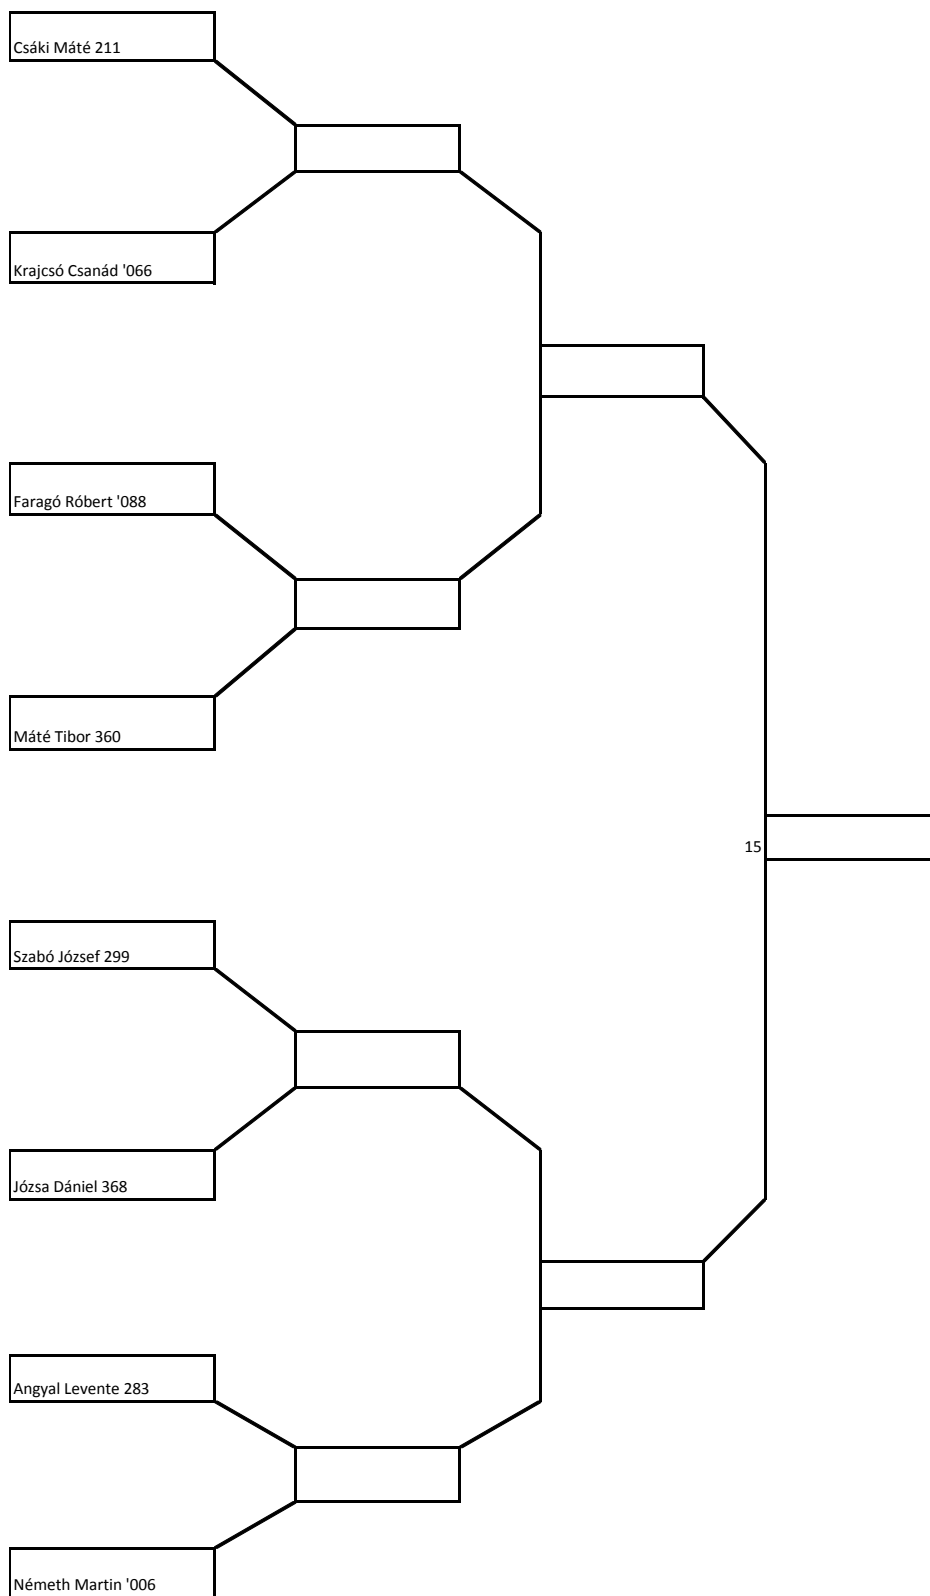 Csáki Máté 211
Krajcsó Csanád '066
Faragó Róbert '088
Máté Tibor 360
15
Szabó József 299
Józsa Dániel 368
Angyal Levente 283
Németh Martin '006